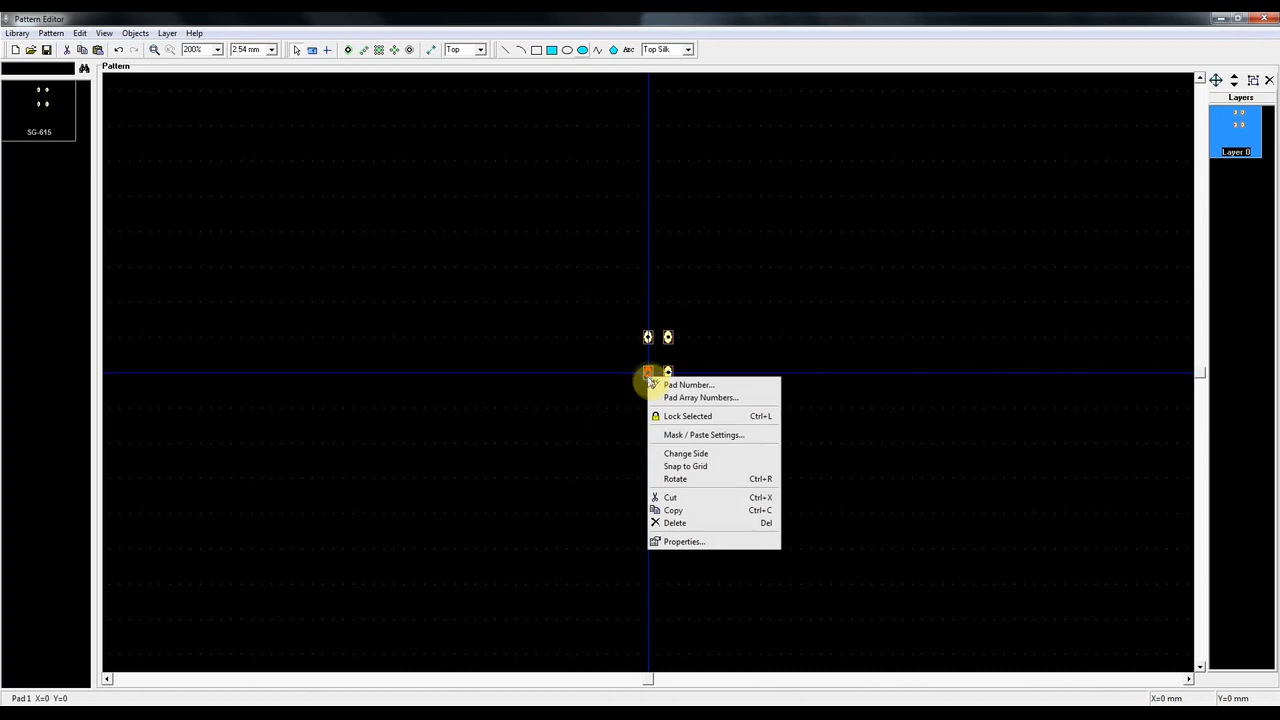 Pattern Editor
Library Pattern Edit View Objects Layer Help
200% 2.54 mm Top Abc Top Silk
Pattern
Layers
SG-615
Layer 0
Pad Number...
Pad Array Numbers...
Lock Selected Ctrl+L
Mask / Paste Settings...
Change Side
Snap to Grid
Rotate Ctrl+R
Cut Ctrl+X
Copy Ctrl+C
Delete Del
Properties...
Pad 1 X=0 Y=0 X=0 mm Y=0 mm